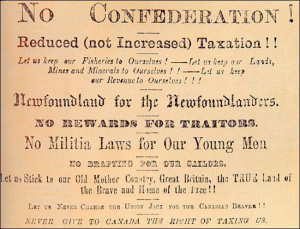 No Confederation!
Reduced (not Increased) Taxation!!
Let us keep our Fisheries to Ourselves!—Let us keep our Lands,
Mines and Minerals to Ourselves!!—Let us keep
our Revenue to Ourselves!!!
Newfoundland for the Newfoundlanders.
NO REWARDS FOR TRAITORS.
No Militia Laws for Our Young Men
NO DRAFTING FOR OUR SAILORS.
Let us Stick to our Old Mother Country, Great Britain, the TRUE Land of
the Brave and Home of the Free!!
Let us Never Change the Union Jack for the Canadian Beaver!!
NEVER GIVE TO CANADA THE RIGHT OF TAXING US.